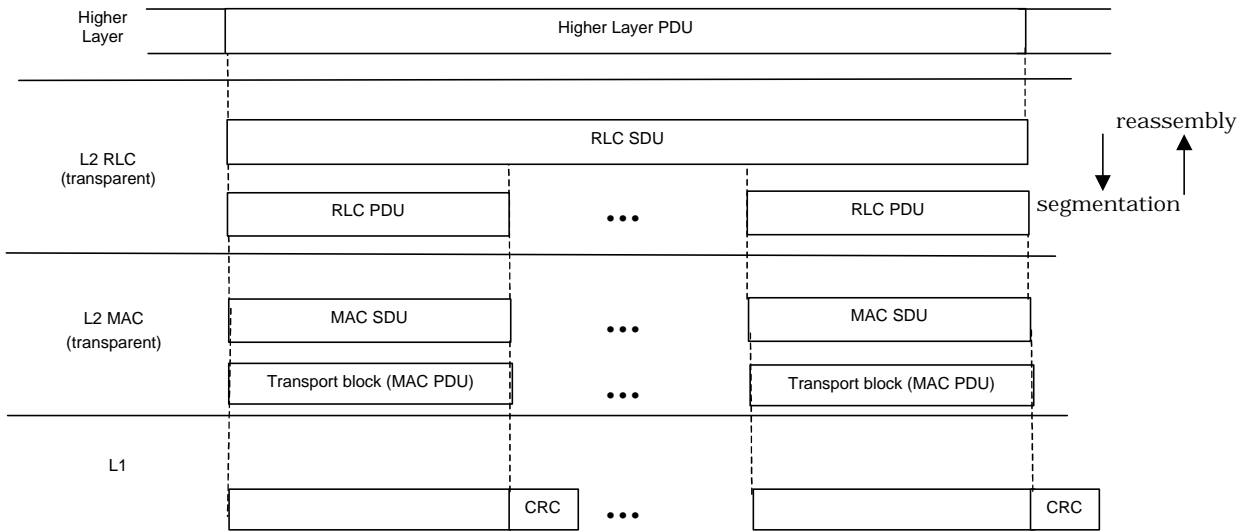 Higher
Layer
Higher Layer PDU
reassembly
RLC SDU
L2 RLC
(transparent)
segmentation
RLC PDU
•••
RLC PDU
L2 MAC
(transparent)
MAC SDU
•••
MAC SDU
Transport block (MAC PDU)
•••
Transport block (MAC PDU)
L1
CRC
•••
CRC